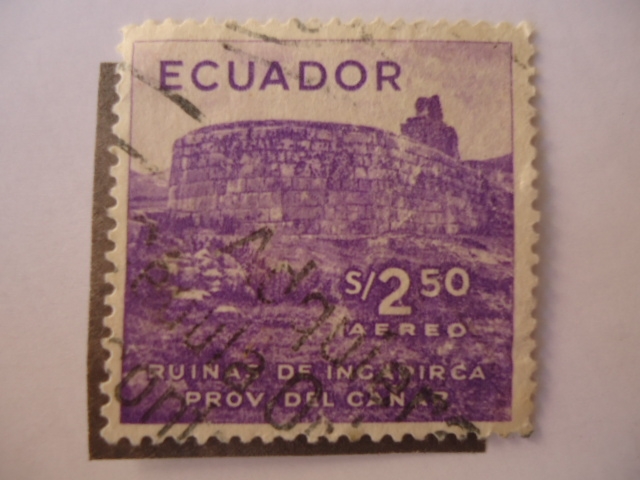 ECUADOR
S/2.50
AEREO
RUINAS DE INGAPIRCA
PROV. DEL CAÑAR